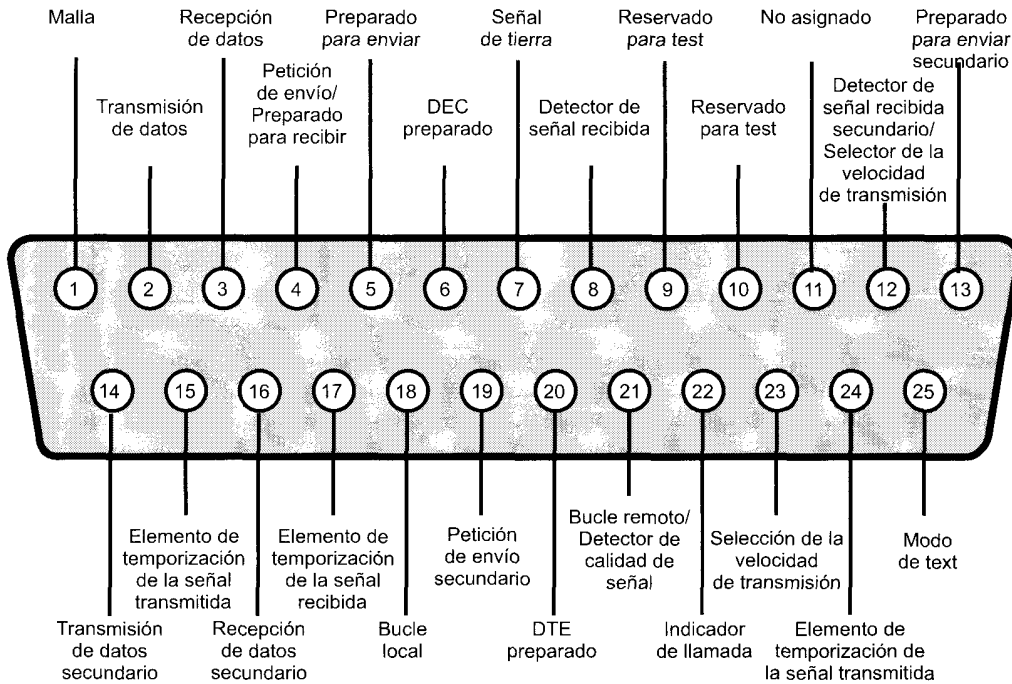 Malla
Transmisión
de datos
Recepción
de datos
Petición
de envío/
Preparado
para recibir
Preparado
para enviar
DEC
preparado
Señal
de tierra
Detector de
señal recibida
Reservado
para test
Reservado
para test
No asignado
Detector de
señal recibida
secundario/
Selector de la
velocidad
de transmisión
Preparado
para enviar
secundario
1 2 3 4 5 6 7 8 9 10 11 12 13
14 15 16 17 18 19 20 21 22 23 24 25
Transmisión
de datos
secundario
Elemento de
temporización
de la señal
transmitida
Recepción
de datos
secundario
Elemento de
temporización
de la señal
recibida
Bucle
local
Petición
de envío
secundario
DTE
preparado
Bucle remoto/
Detector de
calidad de
señal
Indicador
de llamada
Selección de la
velocidad
de transmisión
Elemento de
temporización de
la señal transmitida
Modo
de text